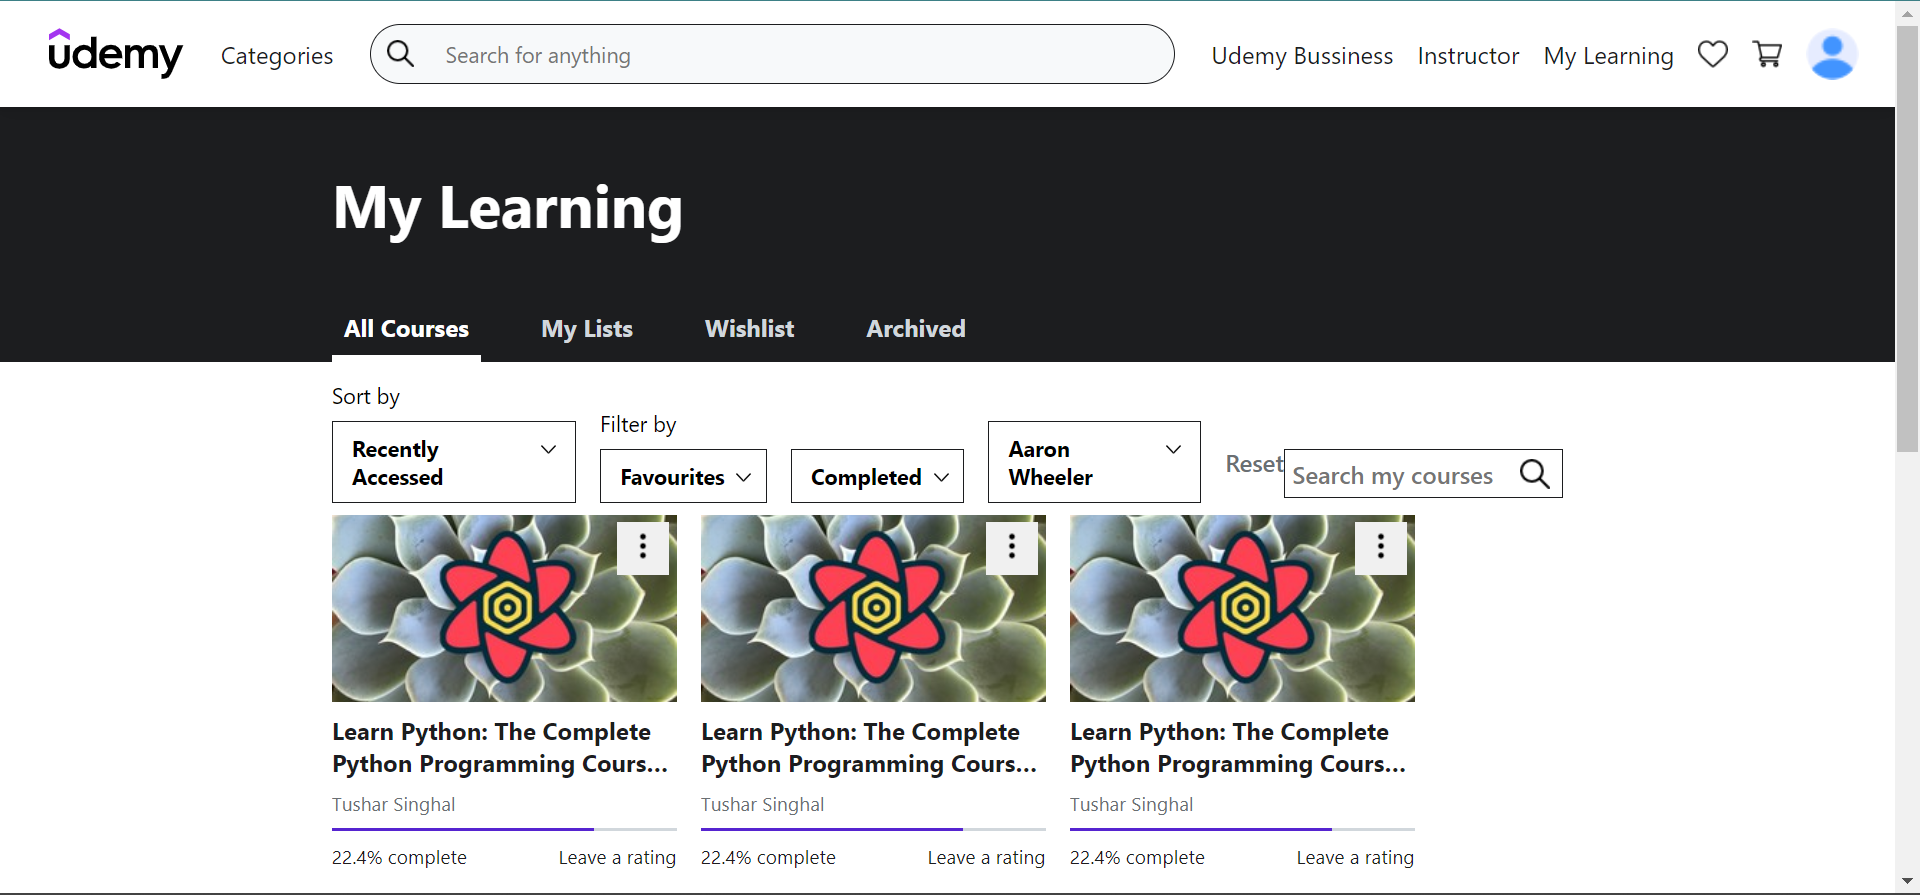 udemy Categories Search for anything Udemy Bussiness Instructor My Learning
My Learning
All Courses My Lists Wishlist Archived
Sort by
Recently
Accessed
Filter by
Favourites Completed
Aaron
Wheeler
Reset Search my courses
Learn Python: The Complete
Python Programming Cours...
Tushar Singhal
22.4% complete Leave a rating
Learn Python: The Complete
Python Programming Cours...
Tushar Singhal
22.4% complete Leave a rating
Learn Python: The Complete
Python Programming Cours...
Tushar Singhal
22.4% complete Leave a rating